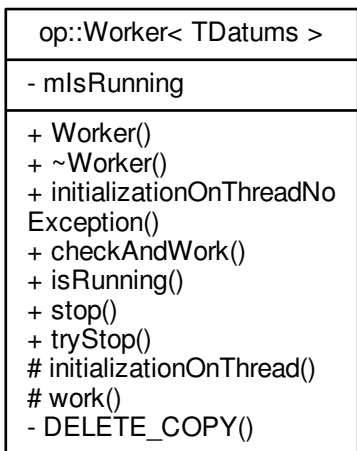 op::Worker< TDatums >
- mIsRunning
+ Worker()
+ ~Worker()
+ initializationOnThreadNo
Exception()
+ checkAndWork()
+ isRunning()
+ stop()
+ tryStop()
# initializationOnThread()
# work()
- DELETE_COPY()